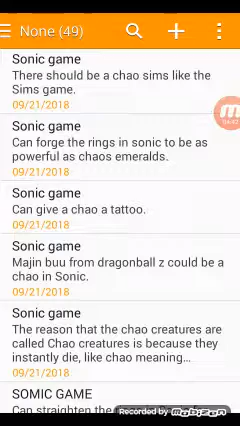 None (49)
Sonic game
There should be a chao sims like the
Sims game.
09/21/2018
Sonic game
Can forge the rings in sonic to be as
powerful as chaos emeralds.
09/21/2018
Sonic game
Can give a chao a tattoo.
09/21/2018
Sonic game
Majin buu from dragonball z could be a
chao in Sonic.
09/21/2018
Sonic game
The reason that the chao creatures are
called Chao creatures is because they
instantly die, like chao meaning...
09/21/2018
SOMIC GAME
Can straighten the
Recorded by mobizen